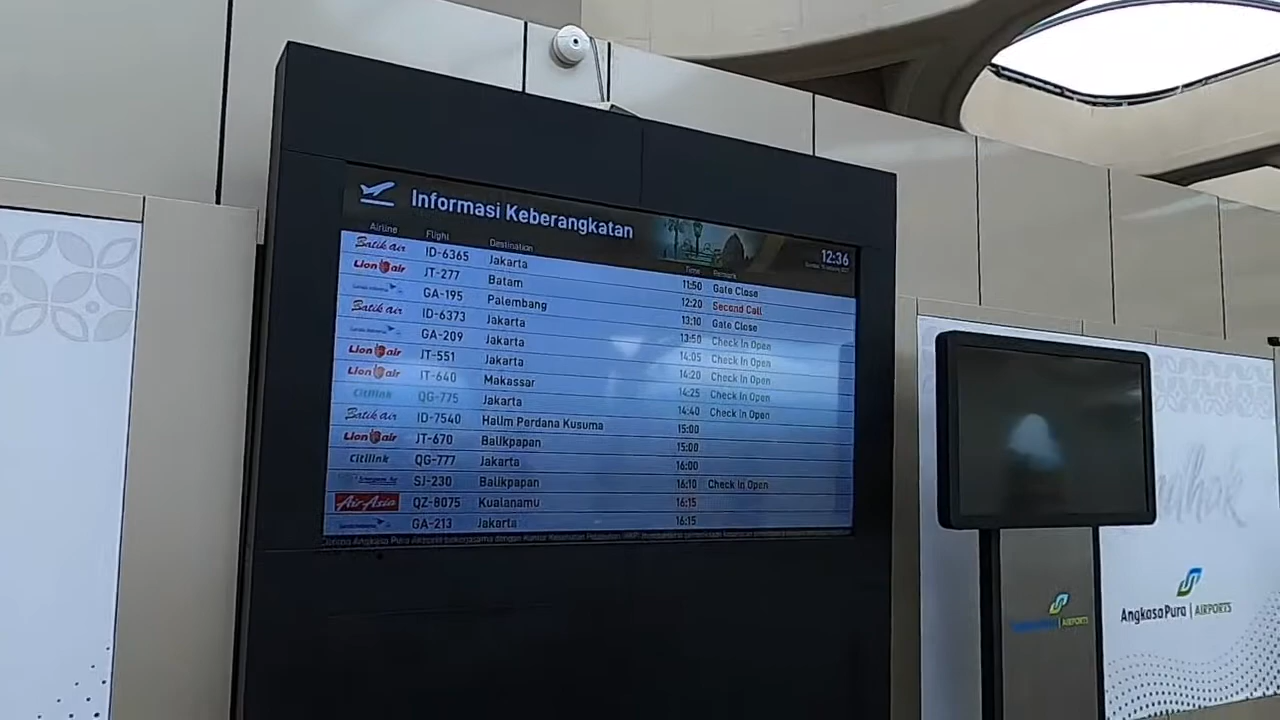 Informasi Keberangkatan
12:36
Airline Flight Destination Time Remark
Batik air ID-6365 Jakarta 11:50 Gate Close
Lion air JT-277 Batam 12:20 Second Call
GA-195 Palembang 13:10 Gate Close
Batik air ID-6373 Jakarta 13:50 Check In Open
GA-209 Jakarta 14:05 Check In Open
Lion air JT-551 Jakarta 14:20 Check In Open
Lion air JT-640 Makassar 14:25 Check In Open
Citilink QG-775 Jakarta 14:40 Check In Open
Batik air ID-7540 Halim Perdana Kusuma 15:00
Lion air JT-670 Balikpapan 15:00
Citilink QG-777 Jakarta 16:00
SJ-230 Balikpapan 16:10 Check In Open
AirAsia QZ-8075 Kualanamu 16:15
GA-213 Jakarta 16:15
AngkasaPura | AIRPORTS
AIRPORTS